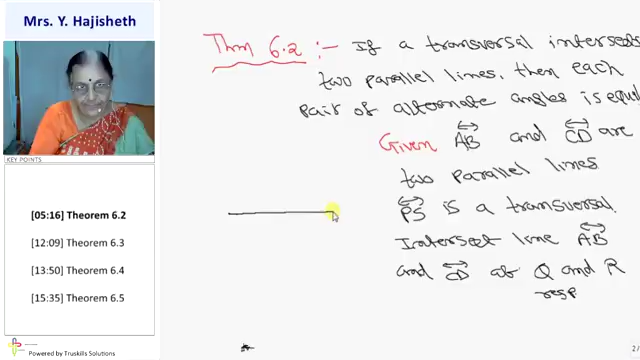 Mrs. Y. Hajisheth
KEY POINTS
[05:16] Theorem 6.2
[12:09] Theorem 6.3
[13:50] Theorem 6.4
[15:35] Theorem 6.5
Powered by Truskills Solutions
Thm 6.2 :- If a transversal intersects
two parallel lines, then each
pair of alternate angles is equal
Given AB and CD are
two parallel lines
PS is a transversal
Intersect line AB
and CD at Q and R
resp
2/